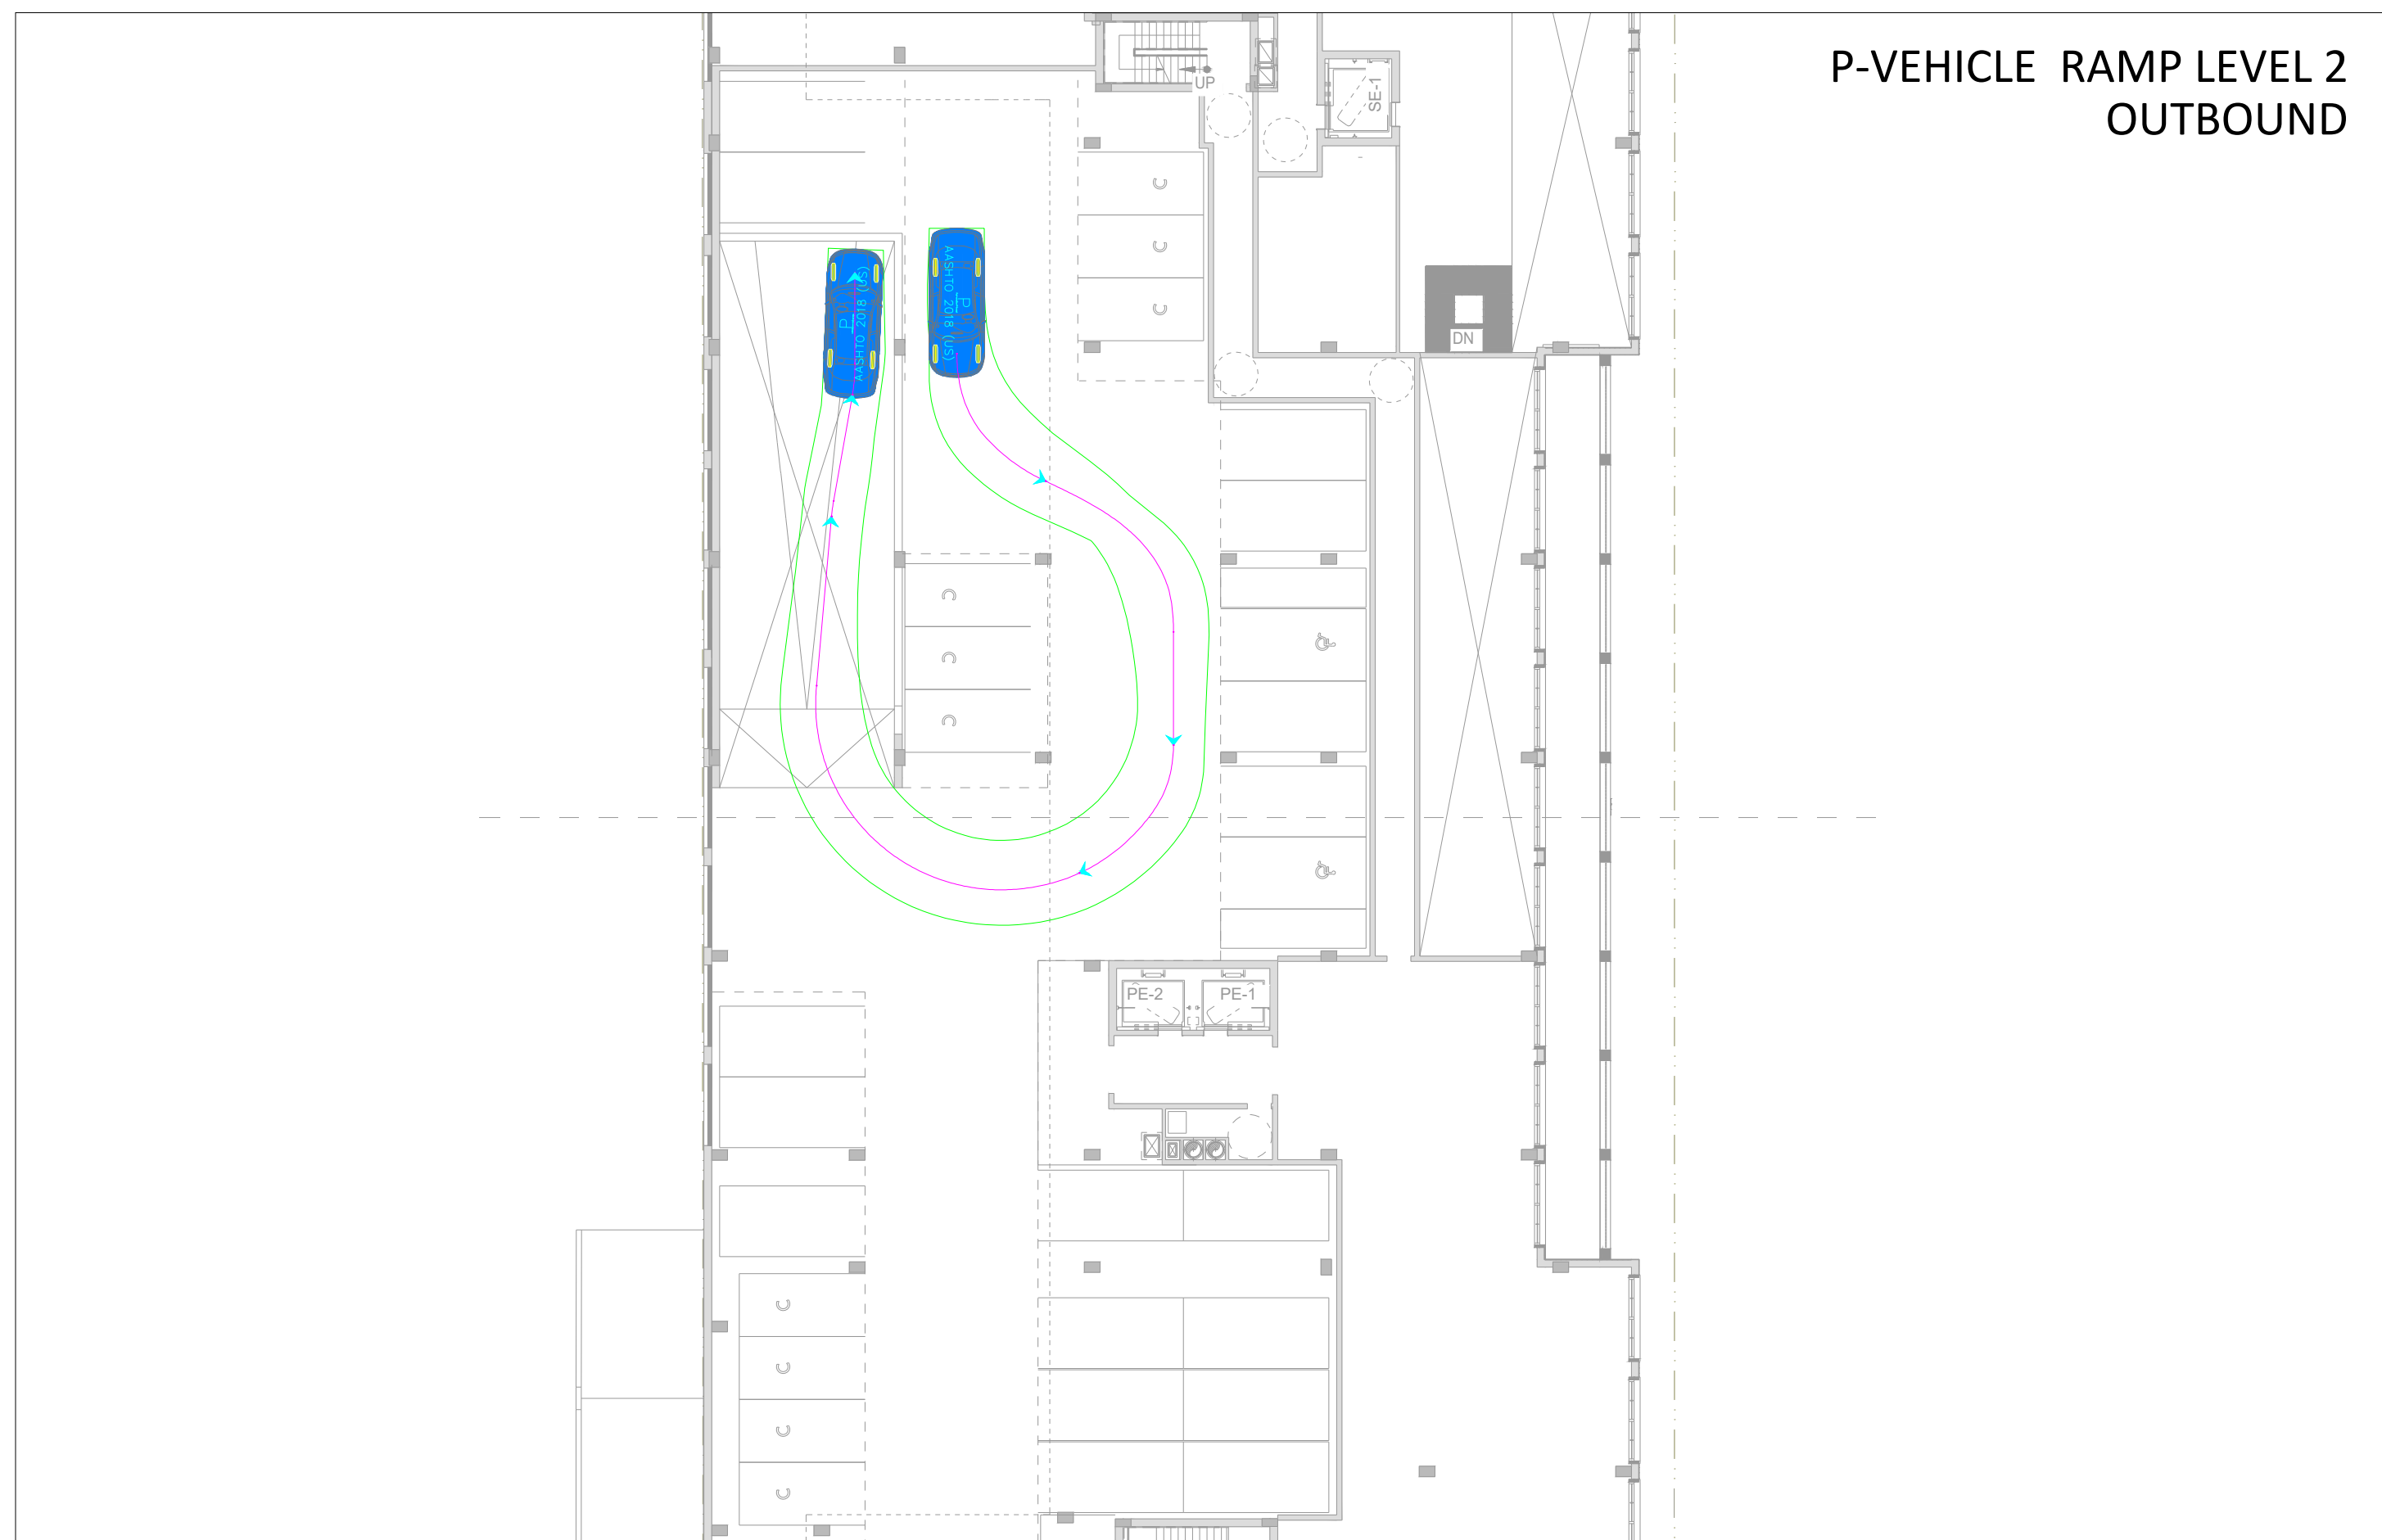 P-VEHICLE RAMP LEVEL 2
OUTBOUND
UP
SE-1
AASHTO 2018 (US)
P
AASHTO 2018 (US)
P
C
C
C
DN
C
C
C
PE-2
PE-1
C
C
C
C